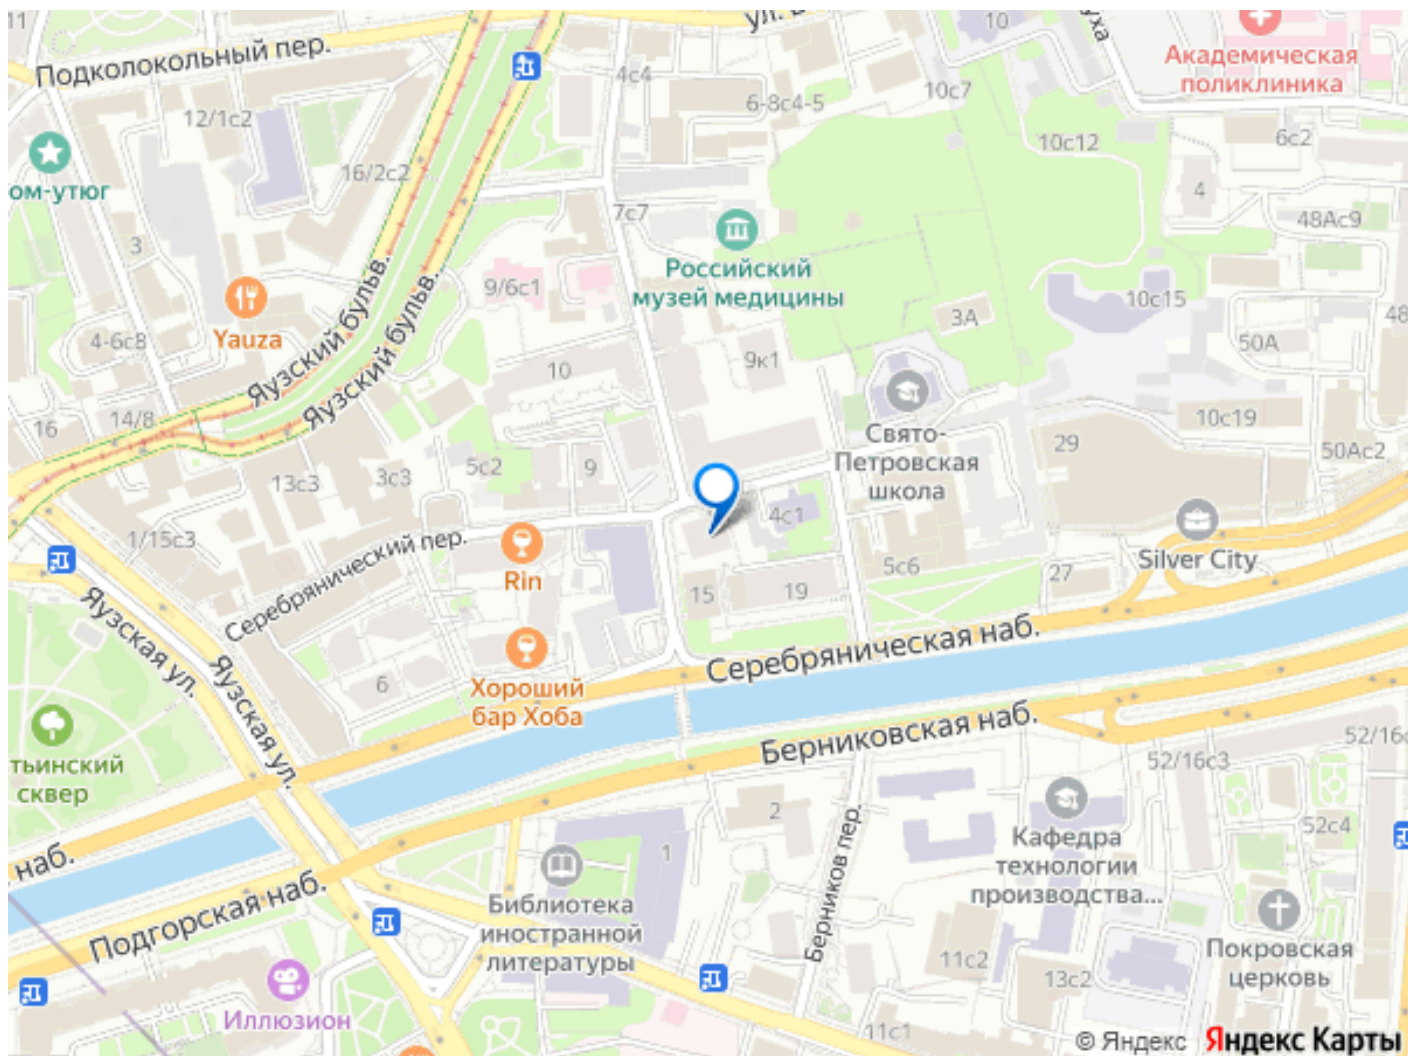 11
Подколокольный пер.
12/1с2
16/2с2
4с4
6-8с4-5
10
10с7
Академическая
поликлиника
10с12
6с2
4
48Ас9
ом-утюг
3
7с7
Российский
музей медицины
9/6с1
Yauza
4-6с8
Яузский бульв.
Яузский бульв.
10
9к1
3А
10с15
48
50А
10с19
50Ас2
16
14/8
13с3
3с3
5с2
9
Свято-
Петровская
школа
29
1/15с3
Серебрянический пер.
Rin
4с1
Silver City
15
19
5с6
27
Яузская ул.
Яузская ул.
6
Хороший
бар Хоба
Серебряническая наб.
Берниковская наб.
тьинский
сквер
52/16с3
52/16с
2
1
Берников пер.
Кафедра
технологии
производства...
52с4
наб.
Подгорская наб.
Библиотека
иностранной
литературы
Покровская
церковь
11с2
13с2
Иллюзион
11с1
© Яндекс Яндекс Карты